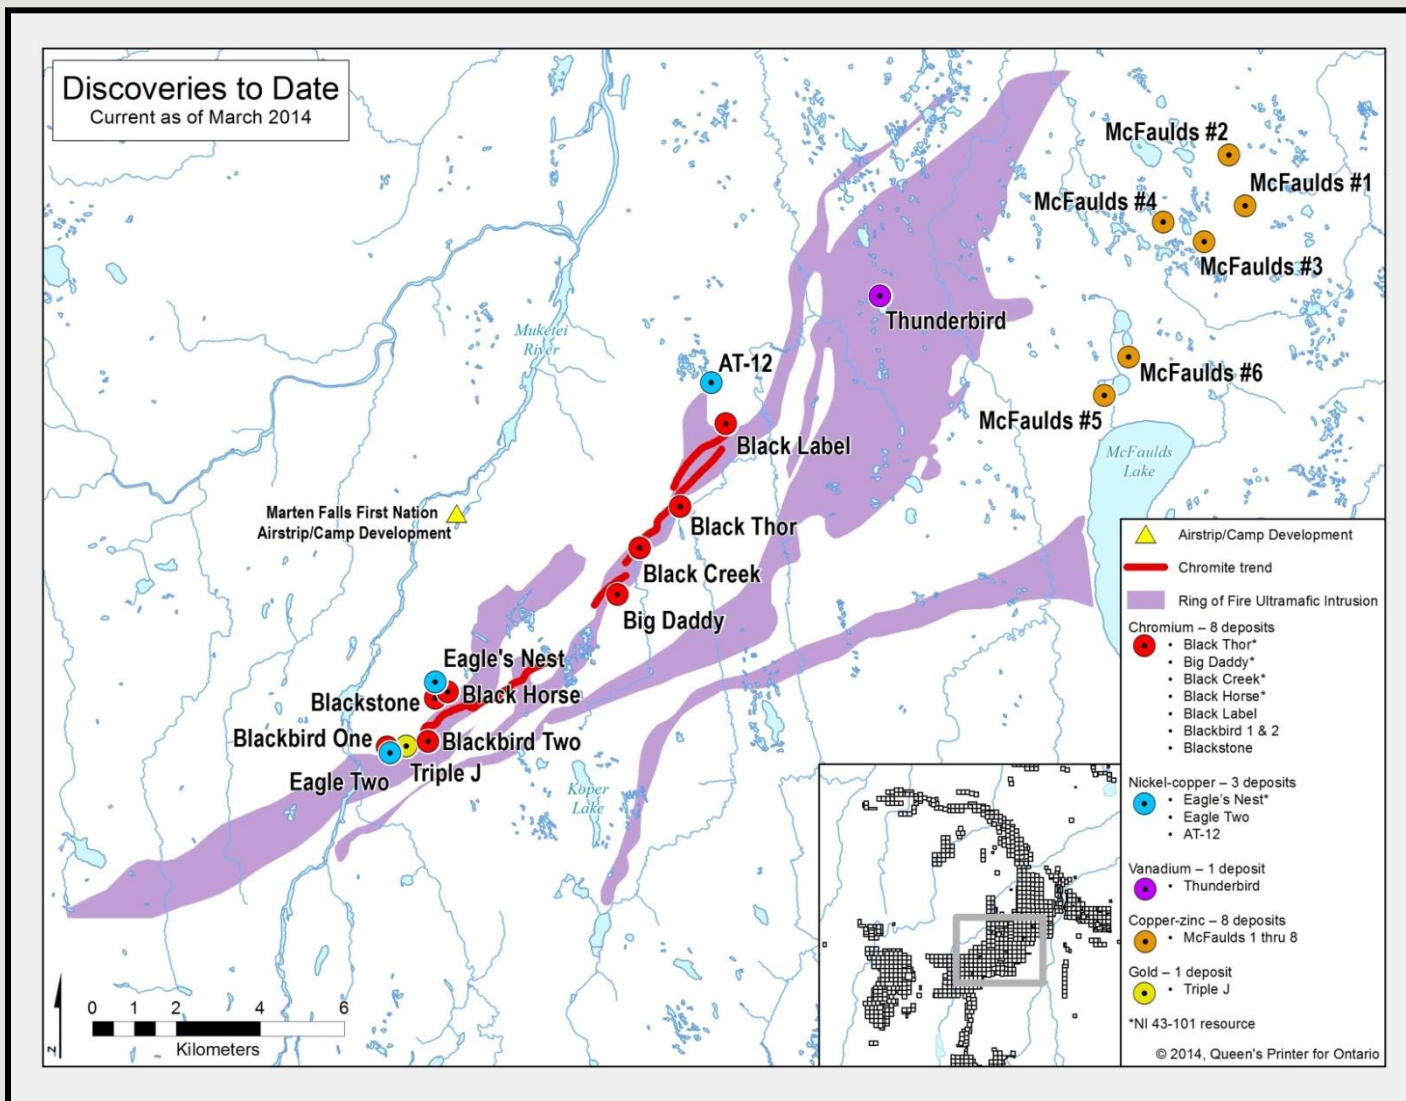 Discoveries to Date
Current as of March 2014
McFaulds #2
McFaulds #1
McFaulds #4
McFaulds #3
Thunderbird
Muketei
River
AT-12
McFaulds #6
McFaulds #5
Black Label
McFaulds
Lake
Marten Falls First Nation
Airstrip/Camp Development
Black Thor
Black Creek
Big Daddy
Eagle's Nest
Black Horse
Blackstone
Blackbird One
Blackbird Two
Eagle Two
Triple J
Koper
Lake
Airstrip/Camp Development
Chromite trend
Ring of Fire Ultramafic Intrusion
Chromium – 8 deposits
• Black Thor*
• Big Daddy*
• Black Creek*
• Black Horse*
• Black Label
• Blackbird 1 & 2
• Blackstone
Nickel-copper – 3 deposits
• Eagle's Nest*
• Eagle Two
• AT-12
Vanadium – 1 deposit
• Thunderbird
Copper-zinc – 8 deposits
• McFaulds 1 thru 8
Gold – 1 deposit
• Triple J
*NI 43-101 resource
© 2014, Queen's Printer for Ontario
0 1 2 4 6
Kilometers
N